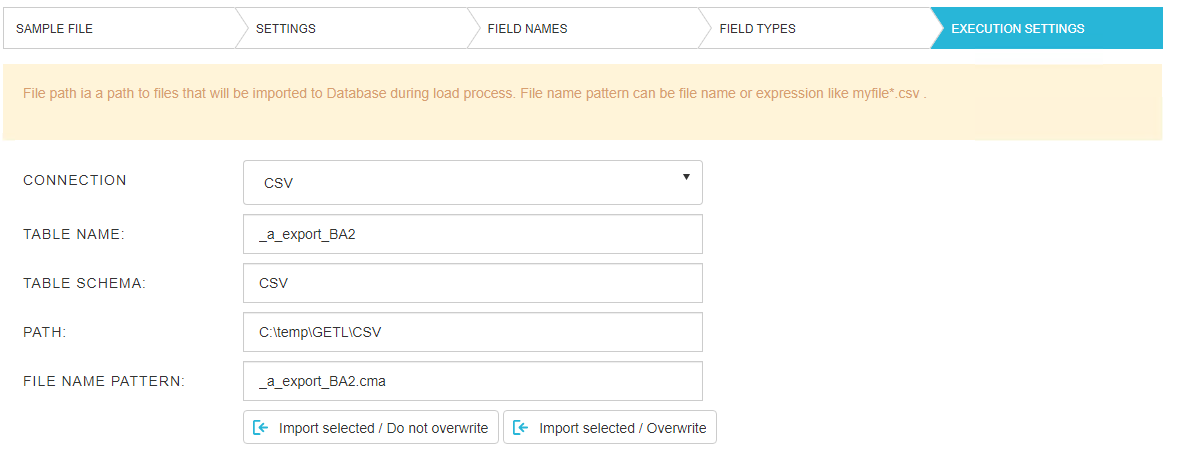 SAMPLE FILE SETTINGS FIELD NAMES FIELD TYPES EXECUTION SETTINGS
File path ia a path to files that will be imported to Database during load process. File name pattern can be file name or expression like myfile*.csv .
CONNECTION CSV
TABLE NAME: _a_export_BA2
TABLE SCHEMA: CSV
PATH: C:\temp\GETL\CSV
FILE NAME PATTERN: _a_export_BA2.cma
Import selected / Do not overwrite Import selected / Overwrite